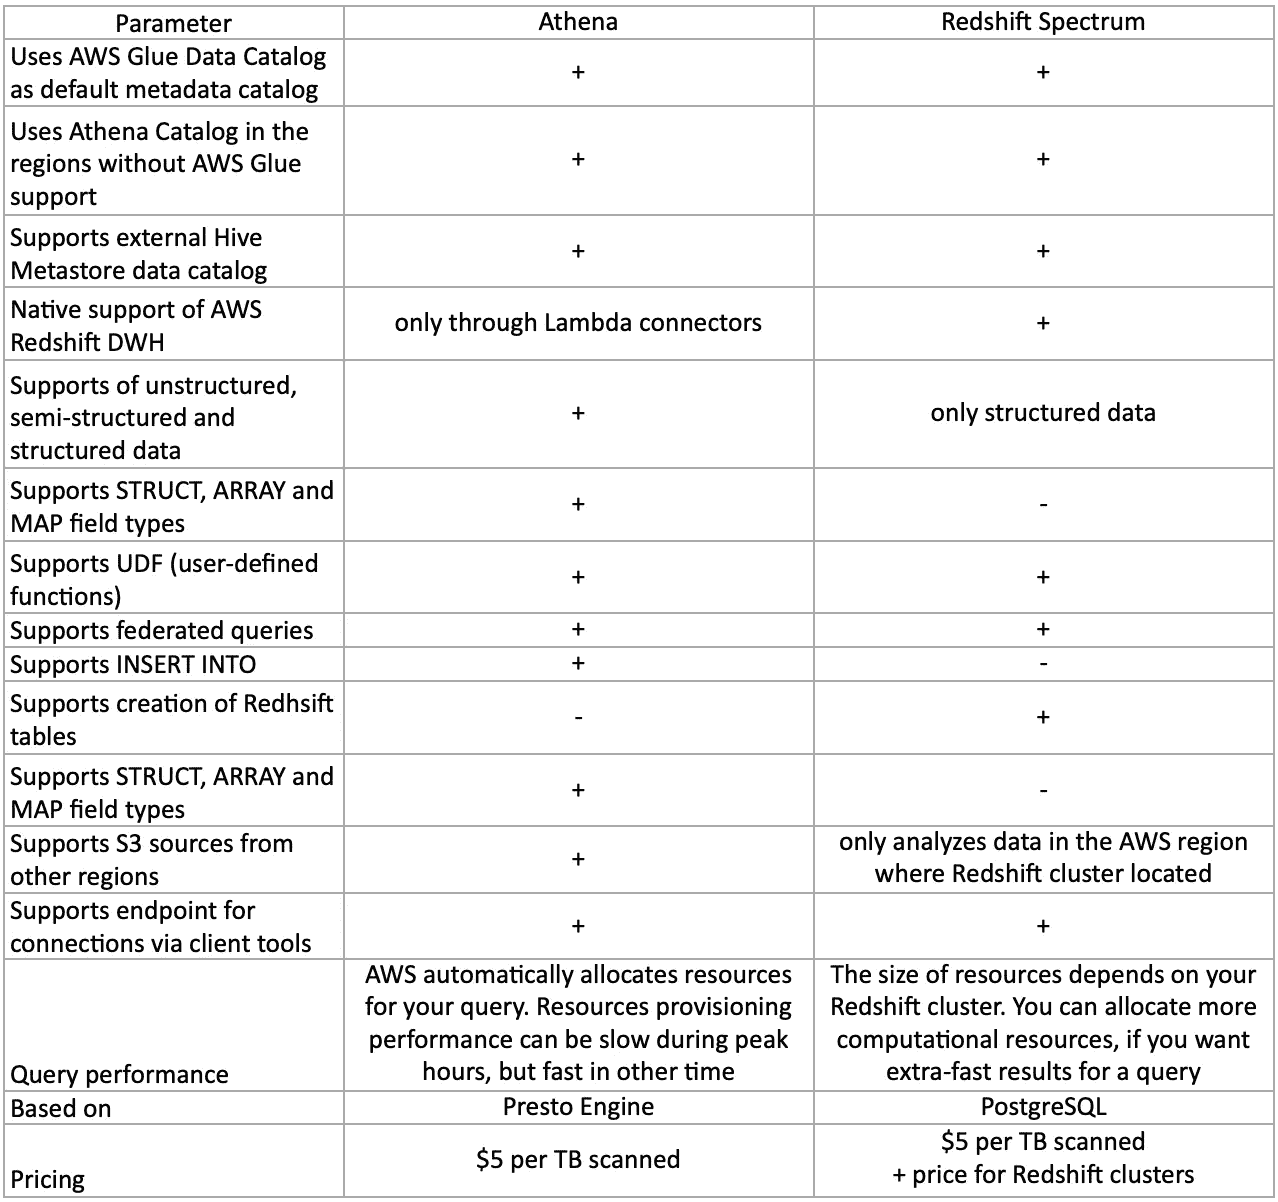 Parameter Athena Redshift Spectrum
Uses AWS Glue Data Catalog
as default metadata catalog
+ +
Uses Athena Catalog in the
regions without AWS Glue
support
+ +
Supports external Hive
Metastore data catalog
+ +
Native support of AWS
Redshift DWH
only through Lambda connectors +
Supports of unstructured,
semi-structured and
structured data
+ only structured data
Supports STRUCT, ARRAY and
MAP field types
+ -
Supports UDF (user-defined
functions)
+ +
Supports federated queries + +
Supports INSERT INTO + -
Supports creation of Redhsift
tables
- +
Supports STRUCT, ARRAY and
MAP field types
+ -
Supports S3 sources from
other regions
+
only analyzes data in the AWS region
where Redshift cluster located
Supports endpoint for
connections via client tools
+ +
Query performance
AWS automatically allocates resources
for your query. Resources provisioning
performance can be slow during peak
hours, but fast in other time
The size of resources depends on your
Redshift cluster. You can allocate more
computational resources, if you want
extra-fast results for a query
Based on Presto Engine PostgreSQL
Pricing
$5 per TB scanned
$5 per TB scanned
+ price for Redshift clusters